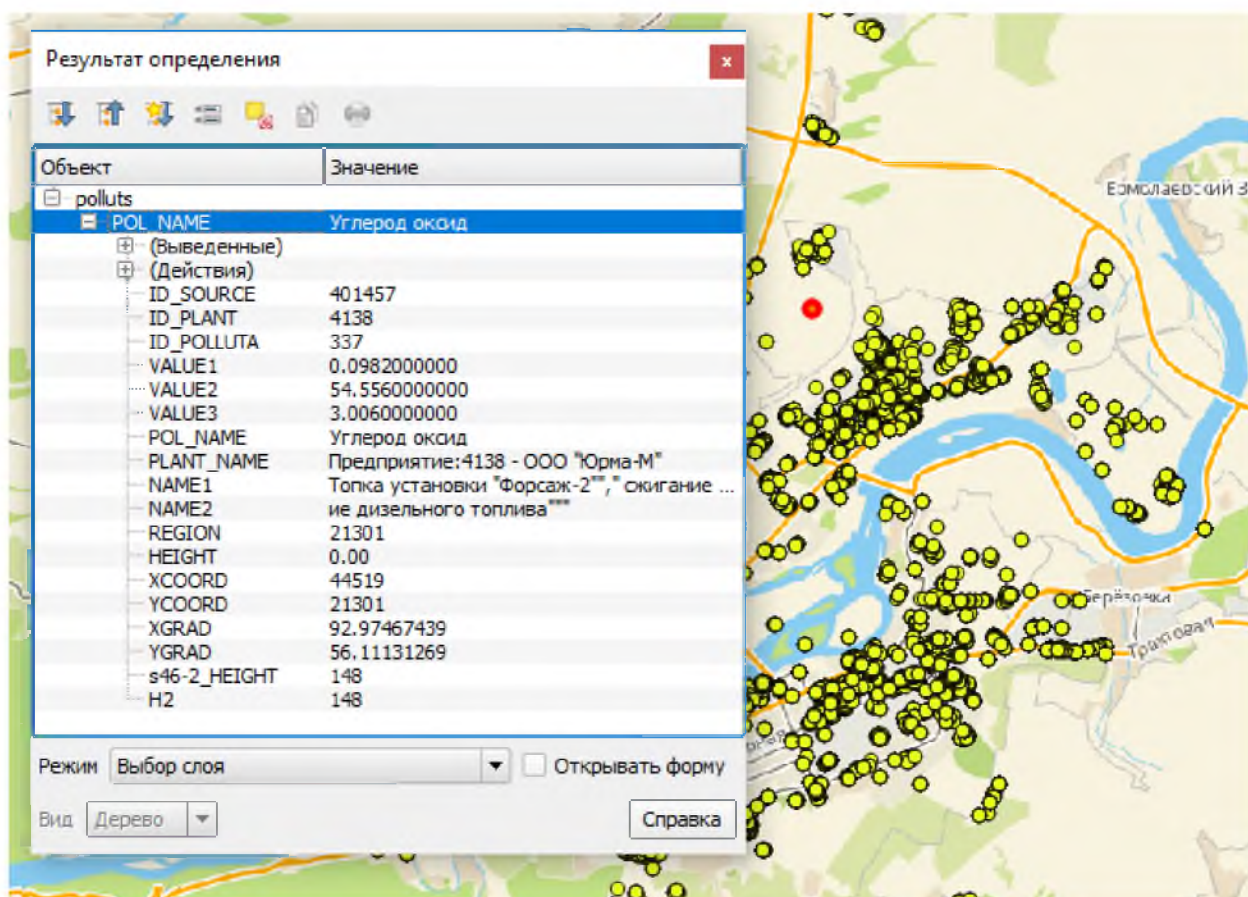 Результат определения
x
Объект Значение
polluts
POL_NAME Углерод оксид
(Выведенные)
(Действия)
ID_SOURCE 401457
ID_PLANT 4138
ID_POLLUTA 337
VALUE1 0.0982000000
VALUE2 54.5560000000
VALUE3 3.0060000000
POL_NAME Углерод оксид
PLANT_NAME Предприятие:4138 - ООО "Юрма-М"
NAME1 Топка установки "Форсаж-2"","  сжигание ...
NAME2 ие дизельного топлива"""
REGION 21301
HEIGHT 0.00
XCOORD 44519
YCOORD 21301
XGRAD 92.97467439
YGRAD 56.11131269
s46-2_HEIGHT 148
H2 148
Режим Выбор слоя Открывать форму
Вид Дерево Справка
Ермолаевский З
Берёзовка
Трактовая